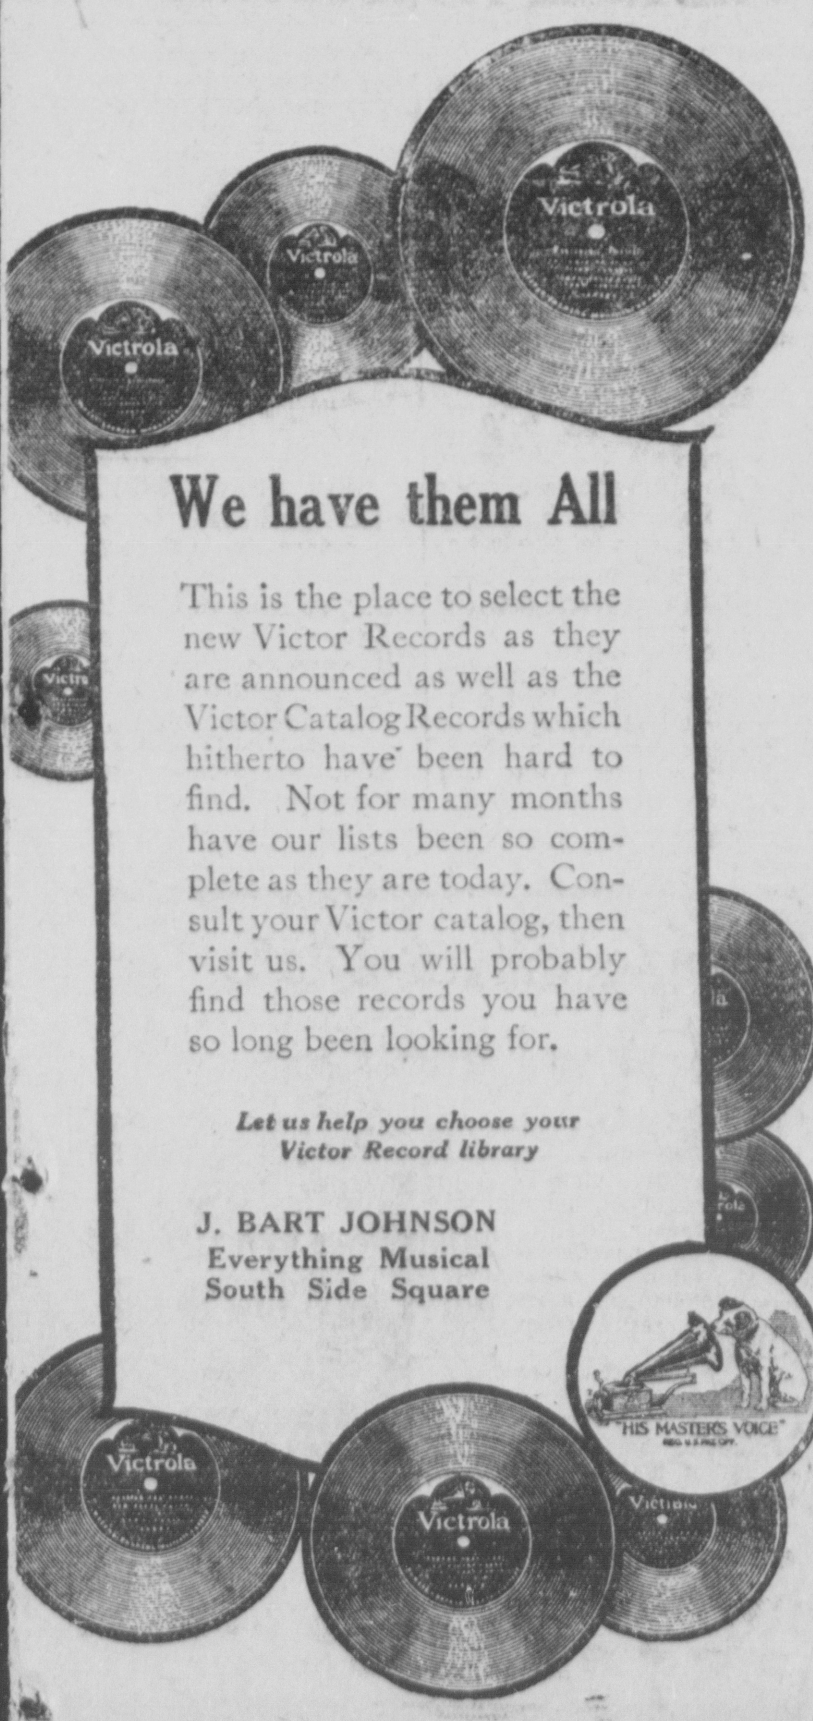 Victrola
Victrola
Victrola
We have them All
This is the place to select the
new Victor Records as they
are announced as well as the
Victor Catalog Records which
hitherto have been hard to
find. Not for many months
have our lists been so com-
plete as they are today. Con-
sult your Victor catalog, then
visit us. You will probably
find those records you have
so long been looking for.
Let us help you choose your
Victor Record library
J. BART JOHNSON
Everything Musical
South Side Square
"HIS MASTER'S VOICE"
REG. U.S. PAT. OFF.
Victrola
Victrola
Victrola